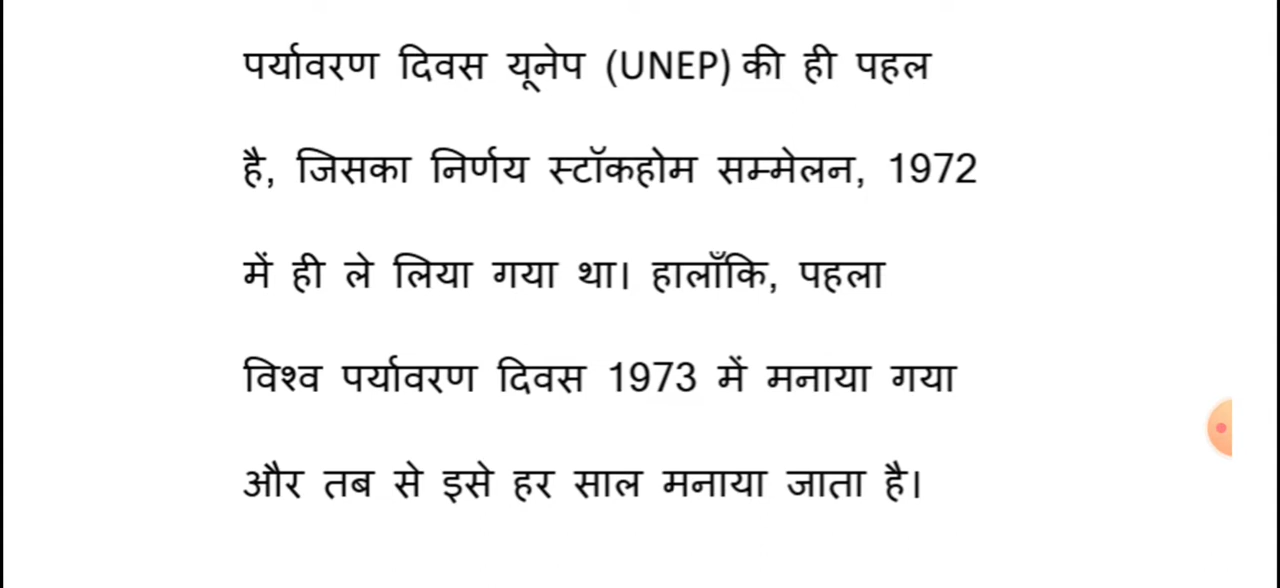 पर्यावरण दिवस यूनेप (UNEP) की ही पहल
है, जिसका निर्णय स्टॉकहोम सम्मेलन, 1972
में ही ले लिया गया था। हालाँकि, पहला
विश्व पर्यावरण दिवस 1973 में मनाया गया
और तब से इसे हर साल मनाया जाता है।